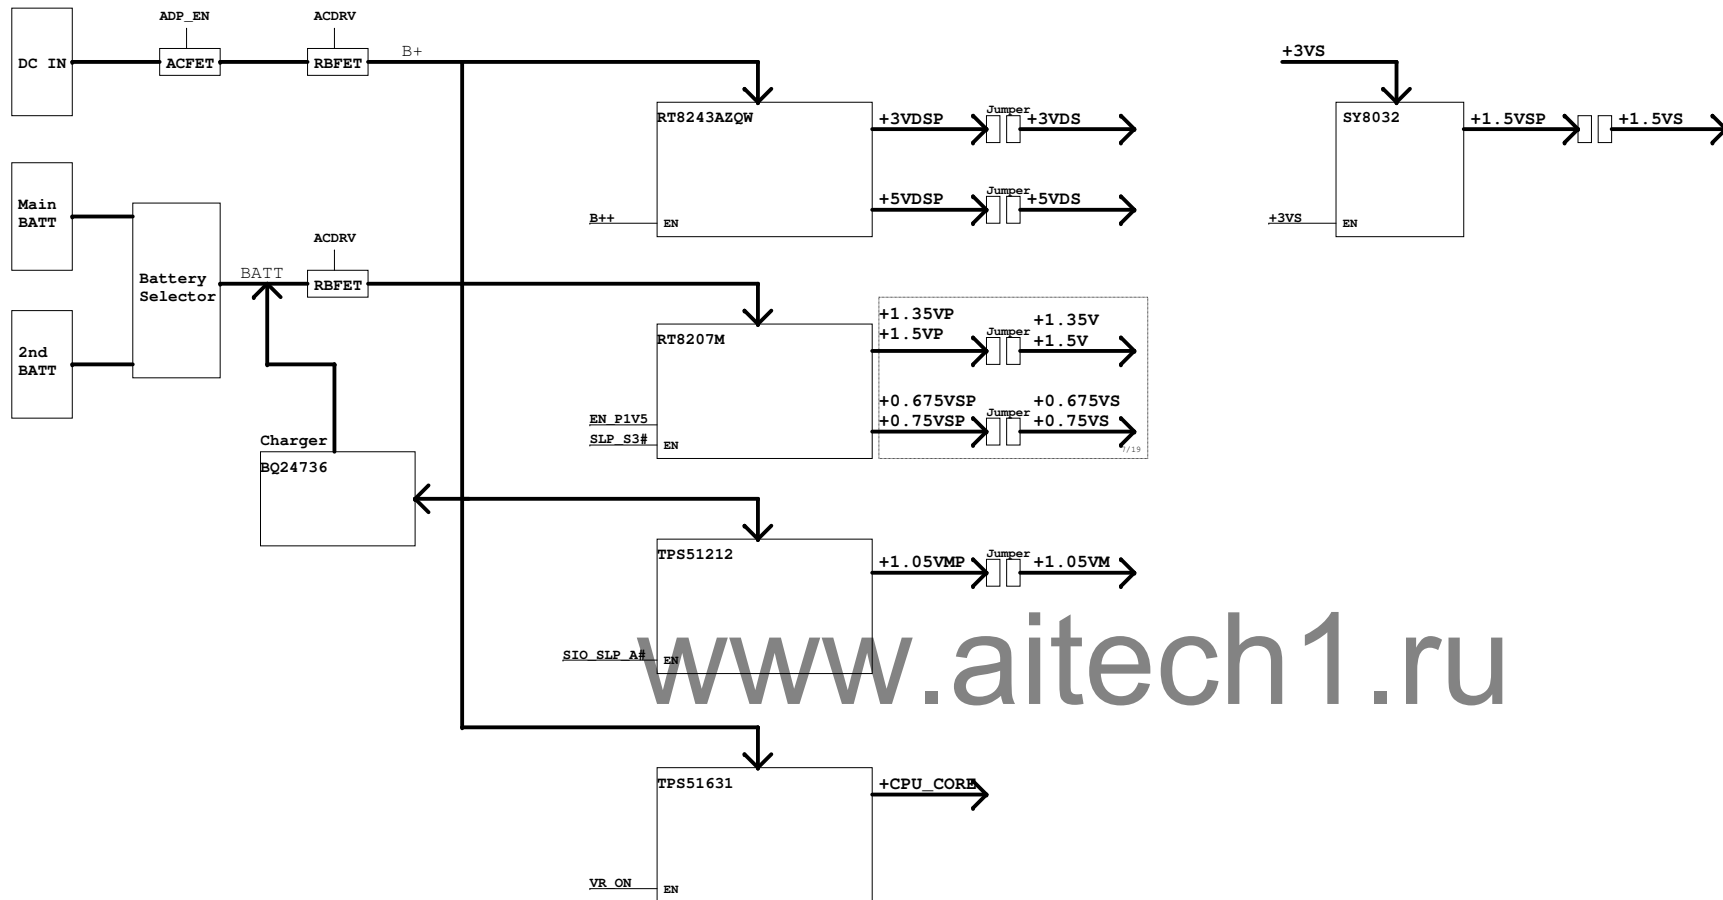 ADP_EN
ACDRV
DC IN
ACFET
RBFET
B+
+3VS
RT8243AZQW
+3VDSP
Jumper
+3VDS
SY8032
+1.5VSP
+1.5VS
Main
BATT
+5VDSP
Jumper
+5VDS
B++
EN
+3VS
EN
ACDRV
Battery
Selector
BATT
RBFET
2nd
BATT
RT8207M
+1.35VP
+1.5VP
Jumper
+1.35V
+1.5V
+0.675VSP
+0.75VSP
Jumper
+0.675VS
+0.75VS
7/19
EN_P1V5
SLP_S3#
EN
Charger
BQ24736
TPS51212
+1.05VMP
Jumper
+1.05VM
SIO_SLP_A#
EN
www.aitech1.ru
TPS51631
+CPU_CORE
VR_ON
EN